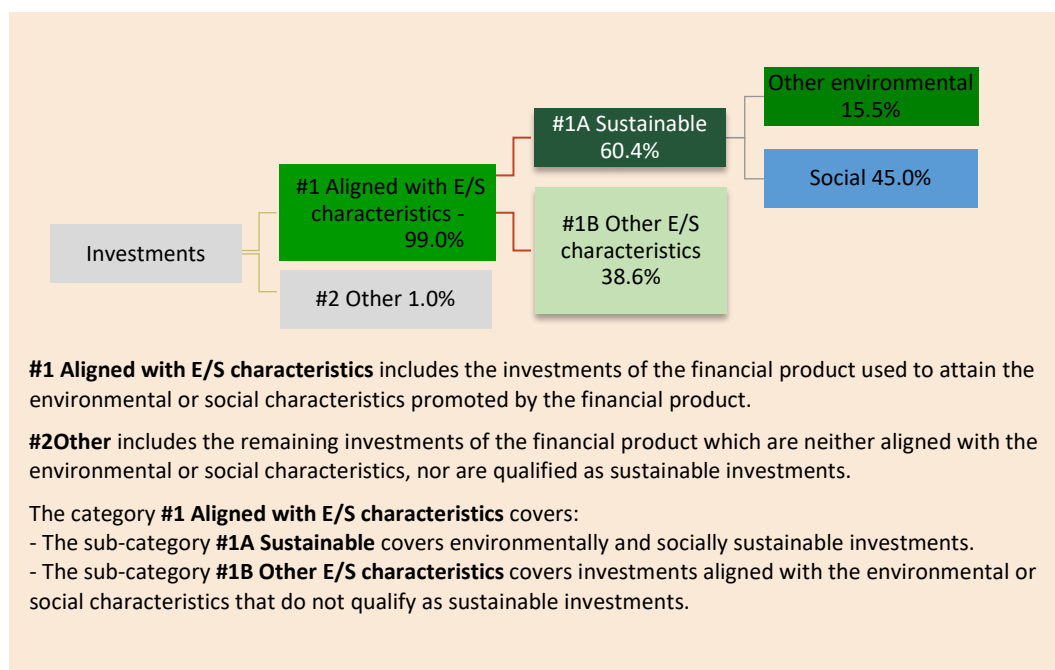 Other environmental
15.5%
#1A Sustainable
60.4%
Social 45.0%
#1 Aligned with E/S
characteristics -
99.0%
#1B Other E/S
characteristics
38.6%
Investments
#2 Other 1.0%
#1 Aligned with E/S characteristics includes the investments of the financial product used to attain the
environmental or social characteristics promoted by the financial product.
#2Other includes the remaining investments of the financial product which are neither aligned with the
environmental or social characteristics, nor are qualified as sustainable investments.
The category #1 Aligned with E/S characteristics covers:
- The sub-category #1A Sustainable covers environmentally and socially sustainable investments.
- The sub-category #1B Other E/S characteristics covers investments aligned with the environmental or
social characteristics that do not qualify as sustainable investments.